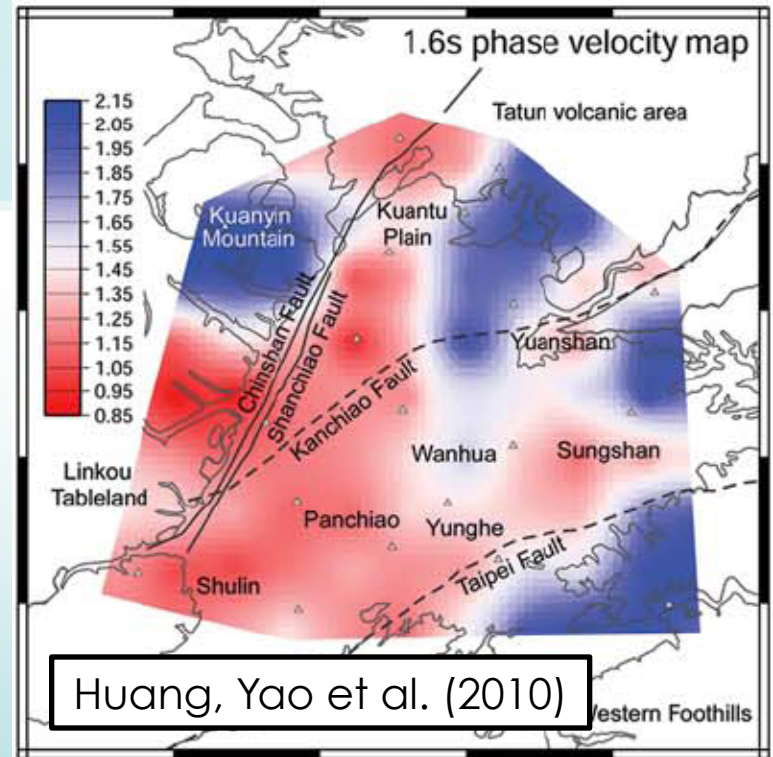 1.6s phase velocity map
Tatun volcanic area
2.15
2.05
1.95
1.85
1.75
1.65
1.55
1.45
1.35
1.25
1.15
1.05
0.95
0.85
Kuanyin
Mountain
Kuantu
Plain
Chinshan Fault
Shanchiao Fault
Kanchiao Fault
Yuanshan
Wanhua
Sungshan
Linkou
Tableland
Panchiao
Yunghe
Taipei Fault
Shulin
Huang, Yao et al. (2010)
Western Foothills